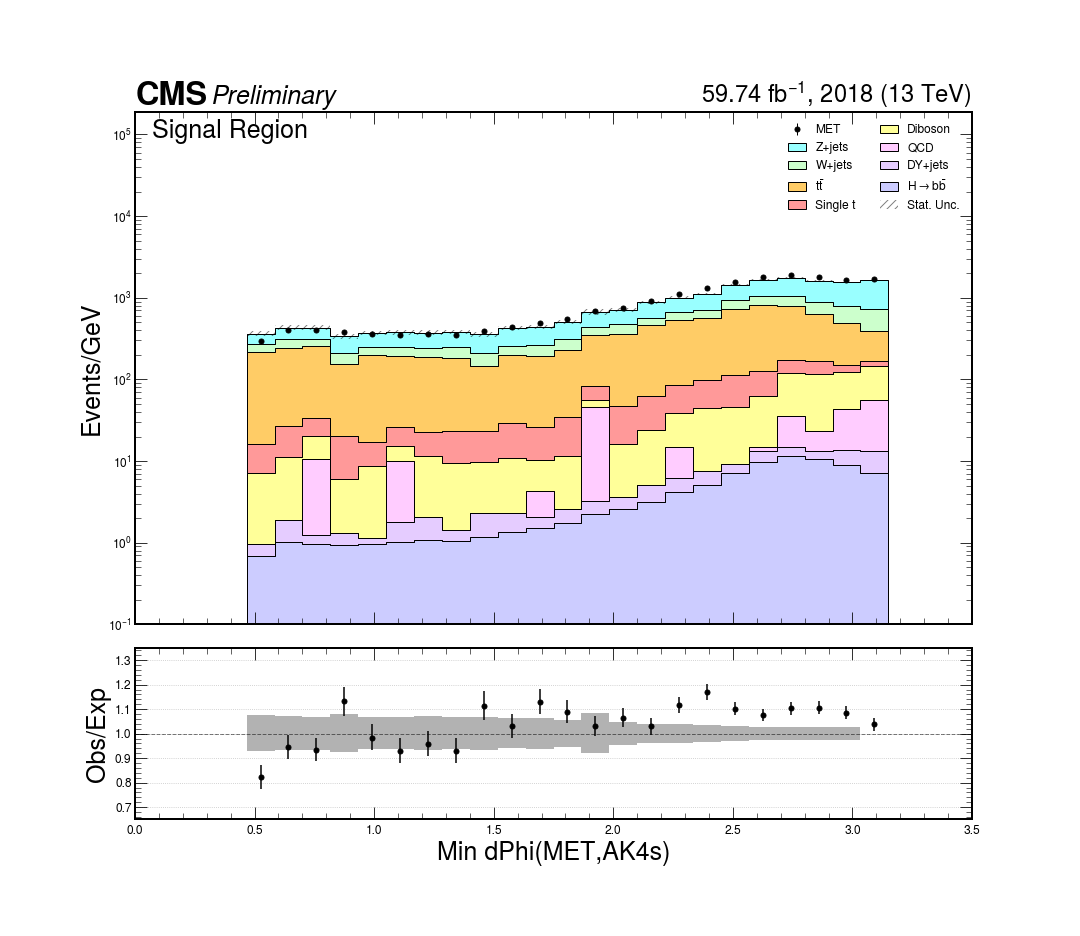 CMS Preliminary 59.74 fb⁻¹, 2018 (13 TeV)
Signal Region
MET
Z+jets
W+jets
tt̄
Single t
Diboson
QCD
DY+jets
H→bb̄
Stat. Unc.
Events/GeV
10⁵
10⁴
10³
10²
10¹
10⁰
10⁻¹
Obs/Exp
1.3
1.2
1.1
1.0
0.9
0.8
0.7
0.0 0.5 1.0 1.5 2.0 2.5 3.0 3.5
Min dPhi(MET,AK4s)